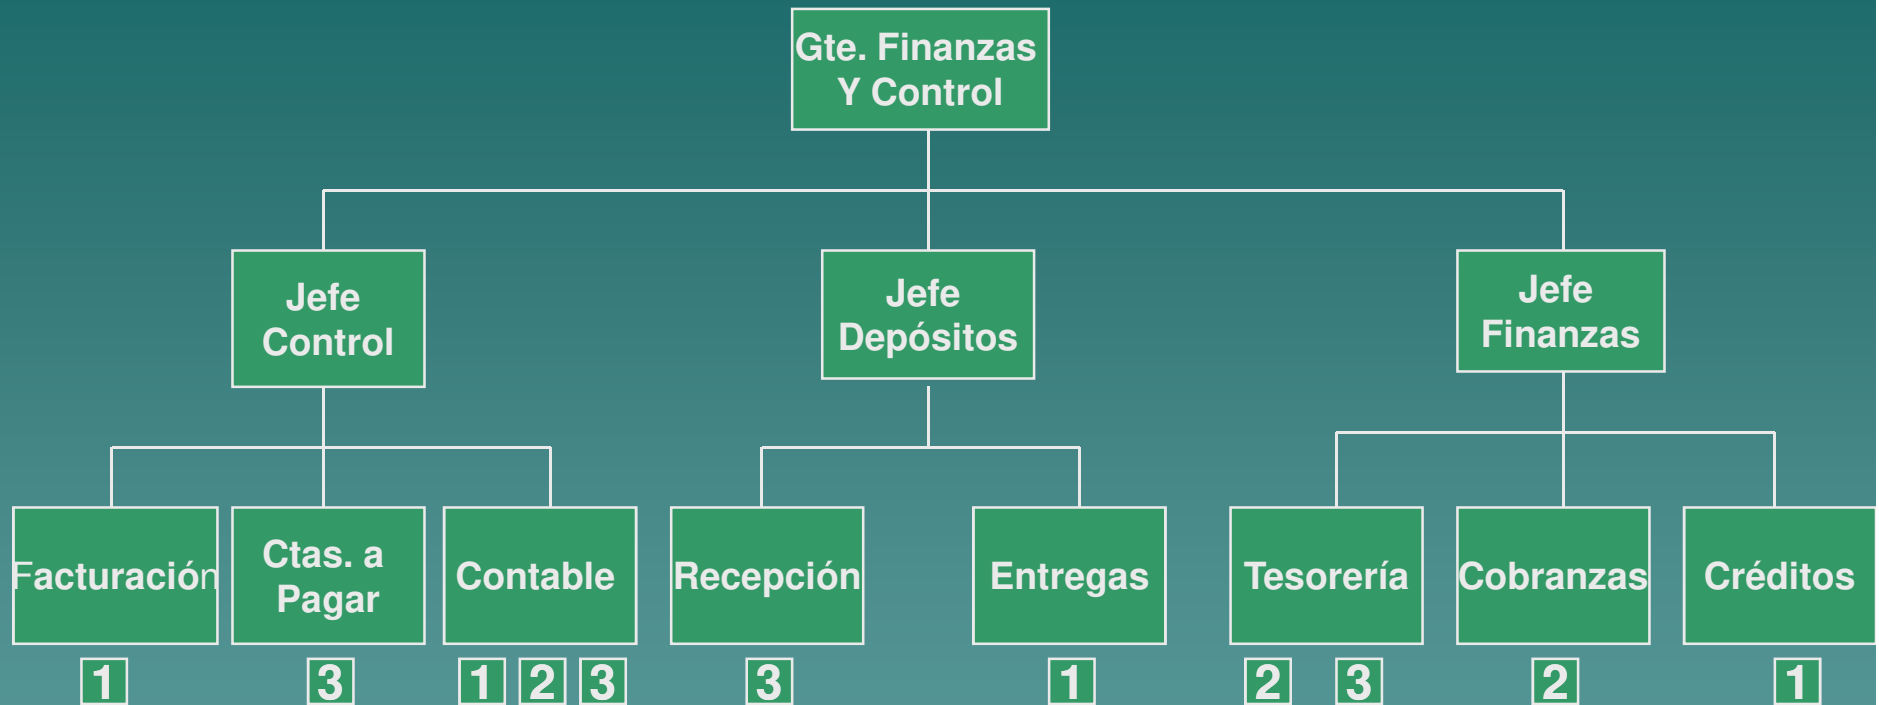 Gte. Finanzas
Y Control
Jefe
Control
Jefe
Depósitos
Jefe
Finanzas
Facturación
Ctas. a
Pagar
Contable
Recepción
Entregas
Tesorería
Cobranzas
Créditos
1
3
1
2
3
3
1
2
3
2
1